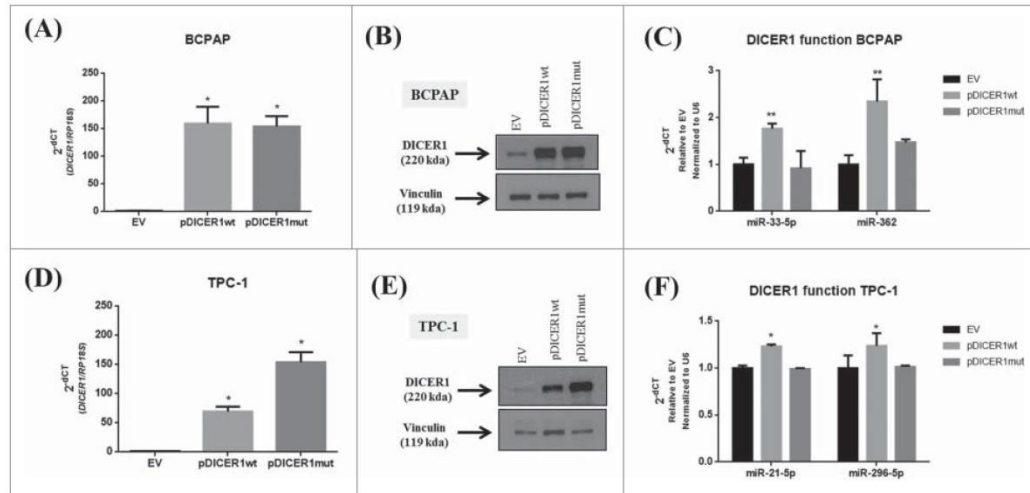 (A)
BCPAP
2^-dCT
(DICER1/RP18S)
250
200
150
100
50
0
EV
pDICER1wt
pDICER1mut
*
*
(B)
BCPAP
EV
pDICER1wt
pDICER1mut
DICER1
(220 kda)
Vinculin
(119 kda)
(C)
DICER1 function BCPAP
2^-dCT
Relative to EV
Normalized to U6
3
2
1
0
**
**
miR-33-5p
miR-362
EV
pDICER1wt
pDICER1mut
(D)
TPC-1
2^-dCT
(DICER1/RP18S)
250
200
150
100
50
0
EV
pDICER1wt
pDICER1mut
*
*
(E)
TPC-1
EV
pDICER1wt
pDICER1mut
DICER1
(220 kda)
Vinculin
(119 kda)
(F)
DICER1 function TPC-1
2^-dCT
Relative to EV
Normalized to U6
1.5
1.0
0.5
0.0
*
*
miR-21-5p
miR-296-5p
EV
pDICER1wt
pDICER1mut